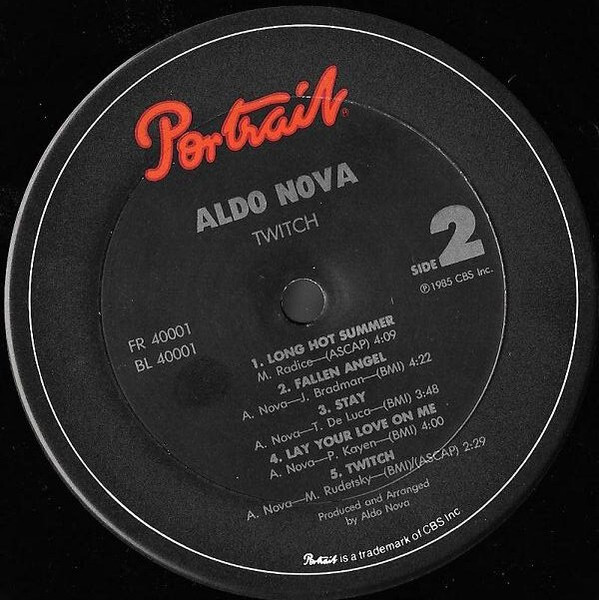 Portrait®
ALDO NOVA
TWITCH
SIDE 2
℗1985 CBS Inc.
FR 40001
BL 40001
1. LONG HOT SUMMER
M. Radice—(ASCAP) 4:09
2. FALLEN ANGEL
A. Nova—J. Bradman—(BMI) 4:22
3. STAY
A. Nova—T. De Luca—(BMI) 3:48
4. LAY YOUR LOVE ON ME
A. Nova—P. Kayen—(BMI) 4:00
5. TWITCH
A. Nova—M. Rudetsky—(BMI)/(ASCAP) 2:29
Produced and Arranged
by Aldo Nova
Portrait is a trademark of CBS Inc